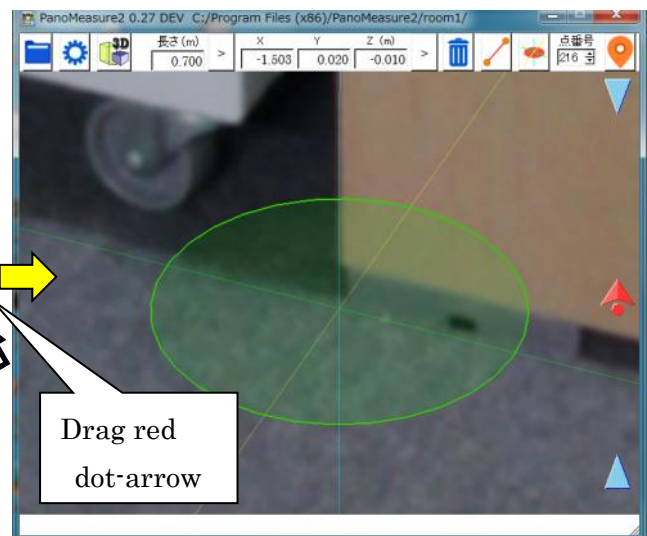 PanoMeasure2 0.27 DEV C:/Program Files (x86)/PanoMeasure2/room1/
3D
長さ(m)
0.700
>
X Y Z (m)
-1.503 0.020 -0.010
>
点番号
216
Drag red
dot-arrow